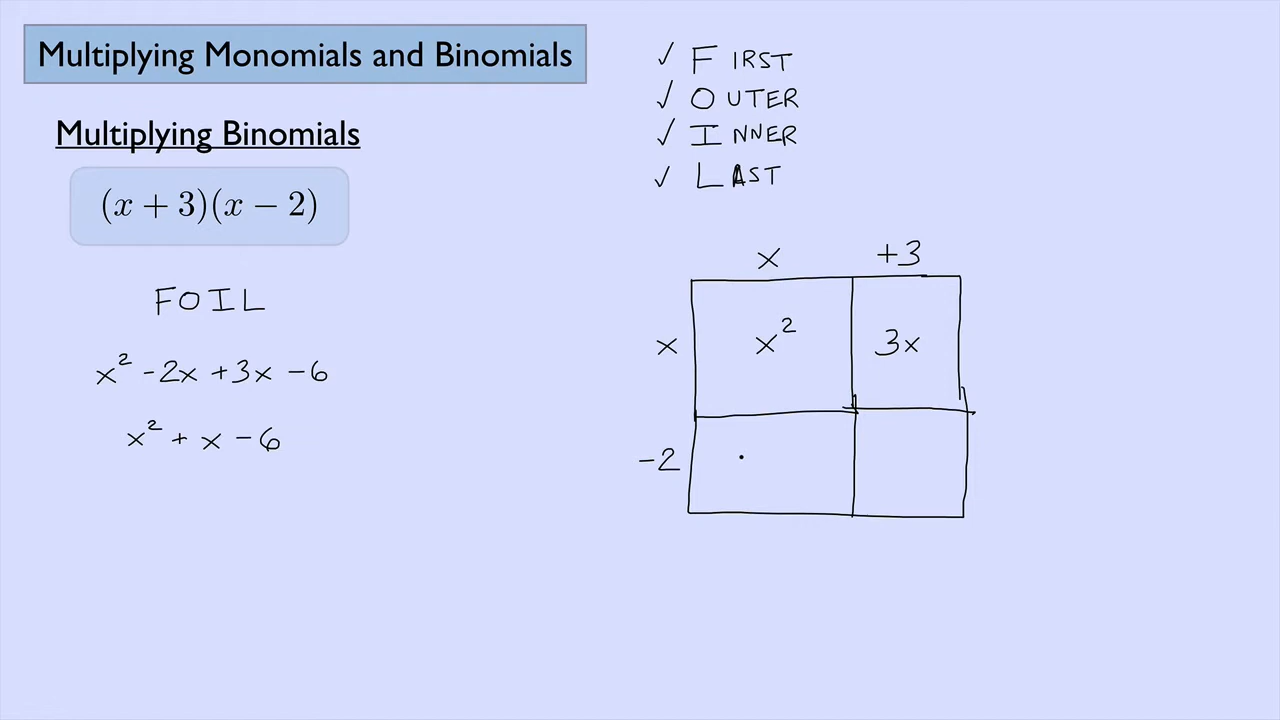 Multiplying Monomials and Binomials
Multiplying Binomials
(x + 3)(x − 2)
FOIL
x² -2x +3x -6
x² + x -6
✓ FIRST
✓ OUTER
✓ INNER
✓ LAST
x +3
x x² 3x
-2